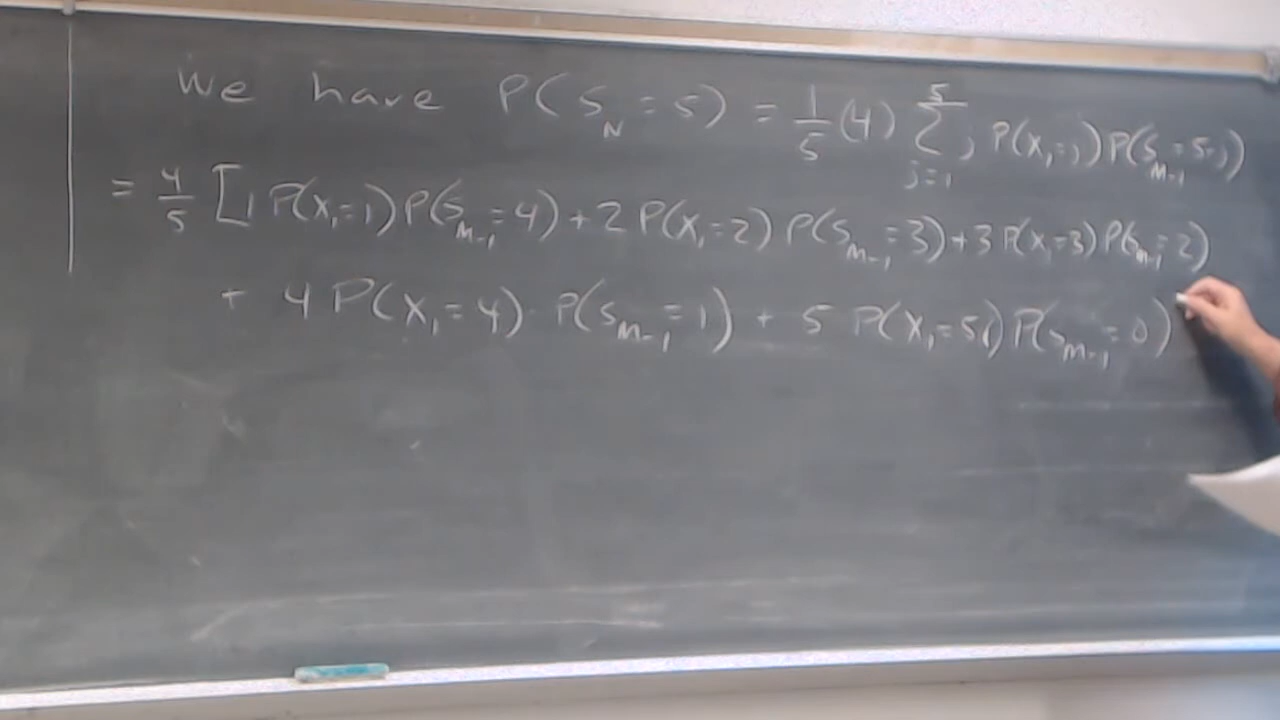 We have P(S_N = 5) = 1/5 (4) ∑_{j=1}^{5} j P(X_1 = j) P(S_{M-1} = 5-j)
= 4/5 [1 P(X_1 = 1) P(S_{M-1} = 4) + 2 P(X_1 = 2) P(S_{M-1} = 3) + 3 P(X_1 = 3) P(S_{M-1} = 2)
+ 4 P(X_1 = 4) · P(S_{M-1} = 1) + 5 P(X_1 = 5) P(S_{M-1} = 0)